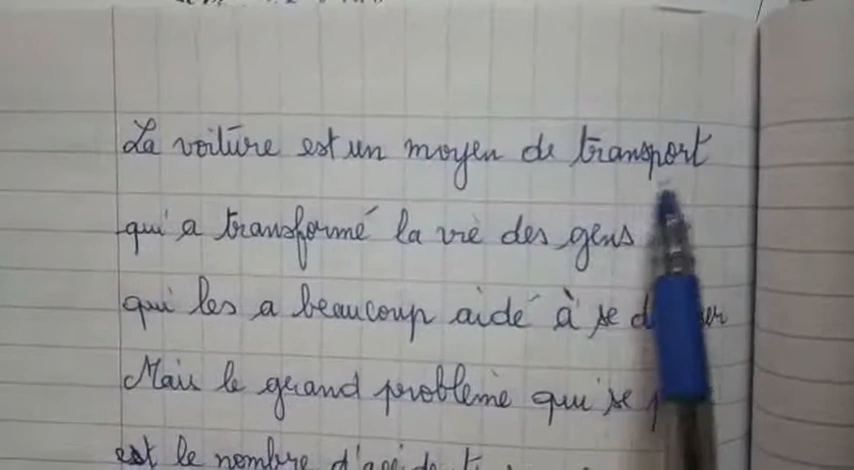 La voiture est un moyen de transport
qui a transformé la vie des gens
qui les a beaucoup aidé à se
Mais le grand problème qui se
est le nombre